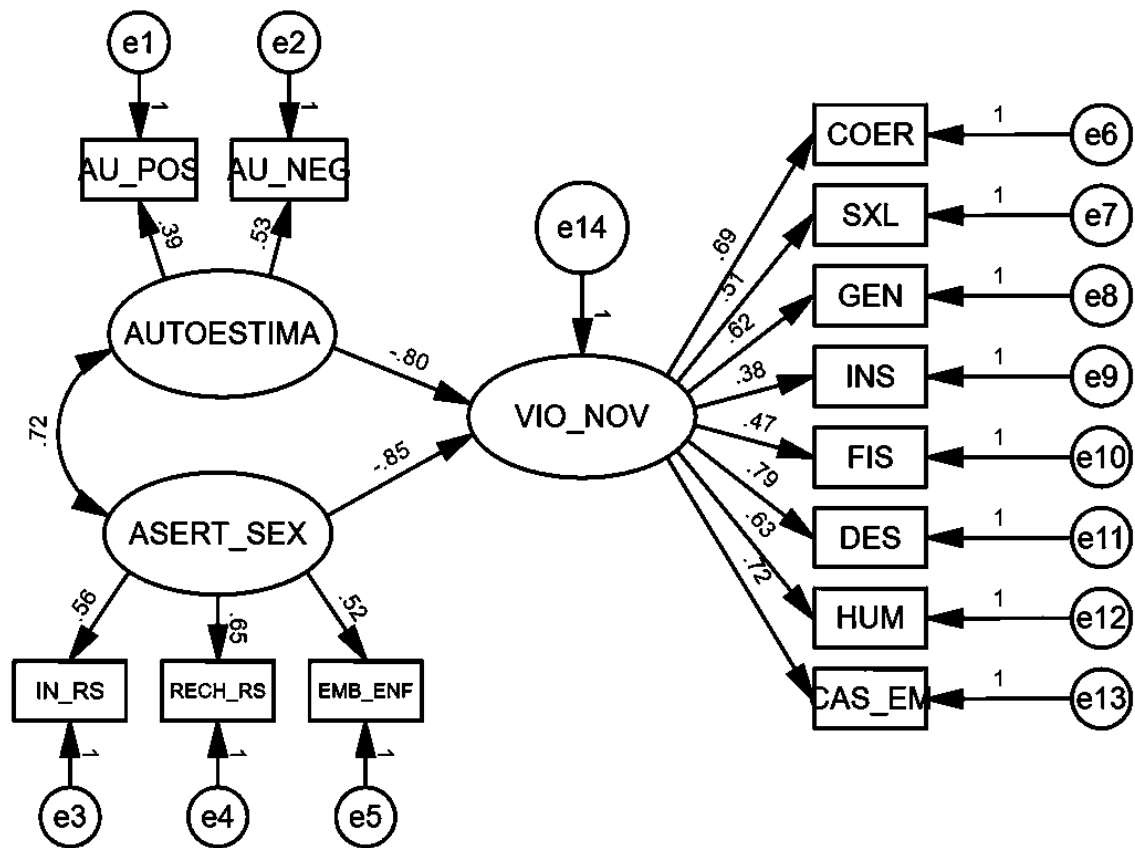 e1
e2
1
1
AU_POS
AU_NEG
.39
.53
AUTOESTIMA
.72
ASERT_SEX
.56
.65
.52
IN_RS
RECH_RS
EMB_ENF
1
1
1
e3
e4
e5
-.80
-.85
e14
1
VIO_NOV
.69
.51
.62
.38
.47
.79
.63
.72
COER
1
e6
SXL
1
e7
GEN
1
e8
INS
1
e9
FIS
1
e10
DES
1
e11
HUM
1
e12
CAS_EM
1
e13